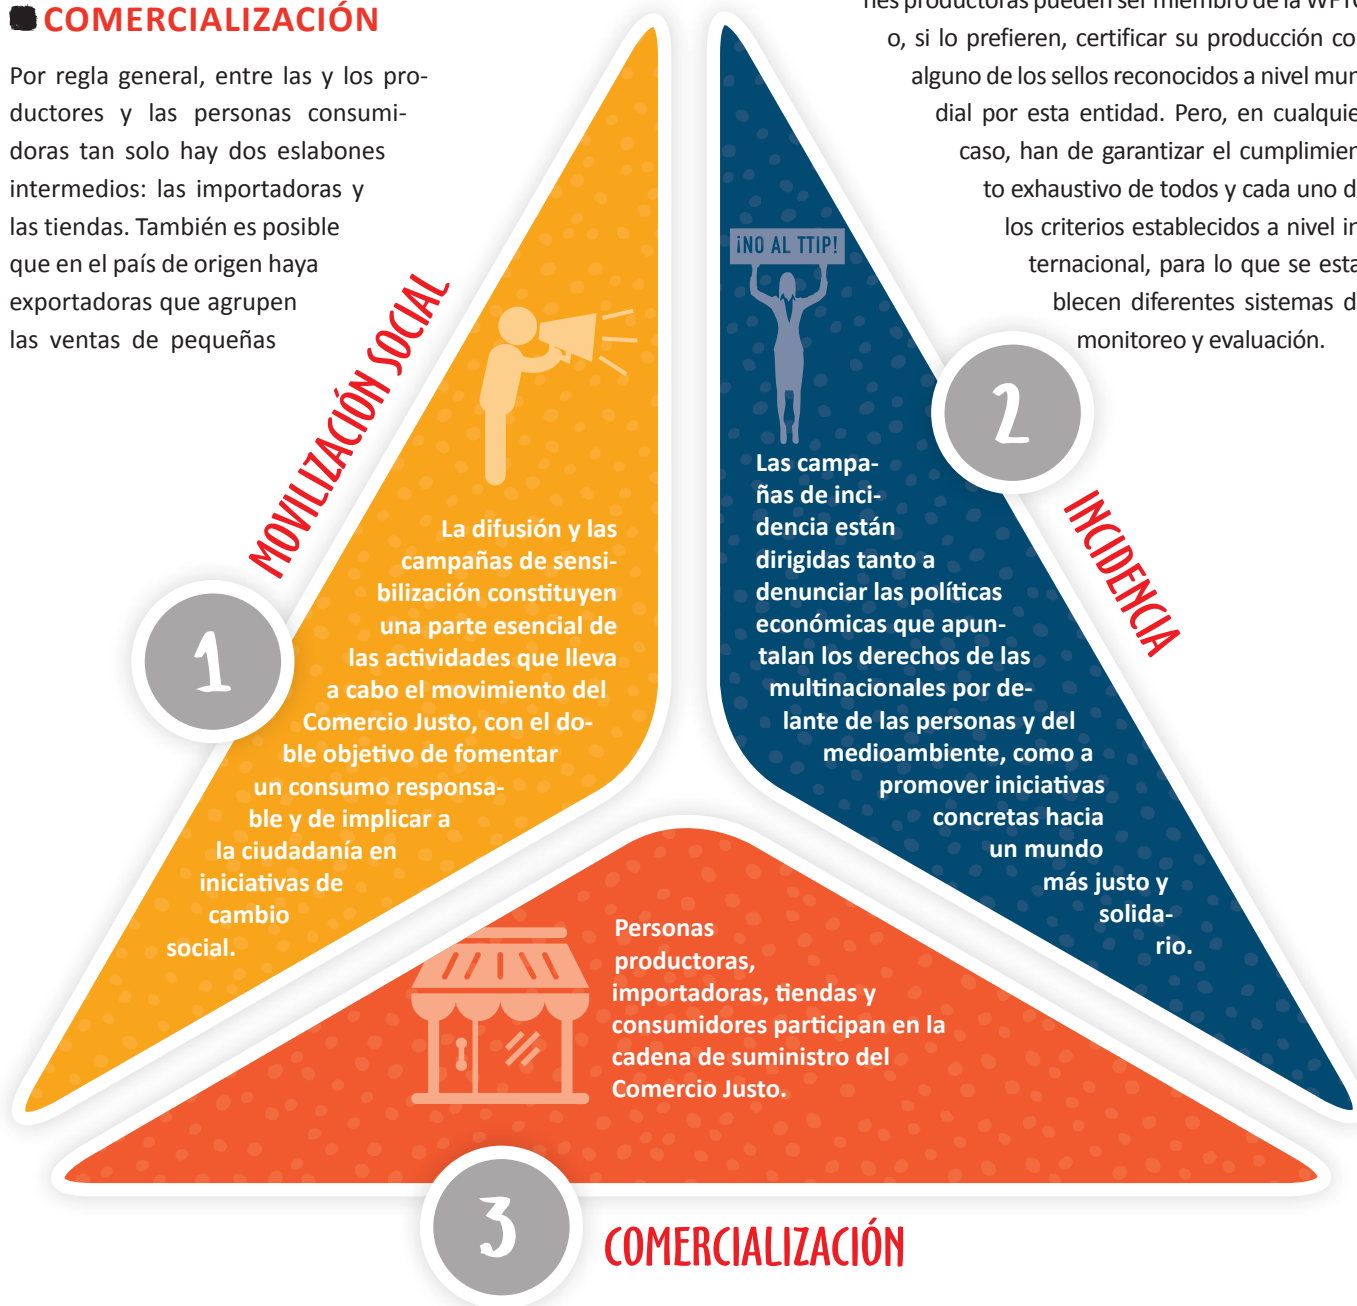 COMERCIALIZACIÓN
Por regla general, entre las y los pro-
ductores y las personas consumi-
doras tan solo hay dos eslabones
intermedios: las importadoras y
las tiendas. También es posible
que en el país de origen haya
exportadoras que agrupen
las ventas de pequeñas
nes productoras pueden ser miembro de la WFTO
o, si lo prefieren, certificar su producción co
alguno de los sellos reconocidos a nivel mun
dial por esta entidad. Pero, en cualquie
caso, han de garantizar el cumplimien
to exhaustivo de todos y cada uno d
los criterios establecidos a nivel in
ternacional, para lo que se esta
blecen diferentes sistemas d
monitoreo y evaluación.
MOVILIZACIÓN SOCIAL
1
La difusión y las
campañas de sensi-
bilización constituyen
una parte esencial de
las actividades que lleva
a cabo el movimiento del
Comercio Justo, con el do-
ble objetivo de fomentar
un consumo responsa-
ble y de implicar a
la ciudadanía en
iniciativas de
cambio
social.
¡NO AL TTIP!
2
INCIDENCIA
Las campa-
ñas de inci-
dencia están
dirigidas tanto a
denunciar las políticas
económicas que apun-
talan los derechos de las
multinacionales por de-
lante de las personas y del
medioambiente, como a
promover iniciativas
concretas hacia
un mundo
más justo y
solida-
rio.
Personas
productoras,
importadoras, tiendas y
consumidores participan en la
cadena de suministro del
Comercio Justo.
3
COMERCIALIZACIÓN